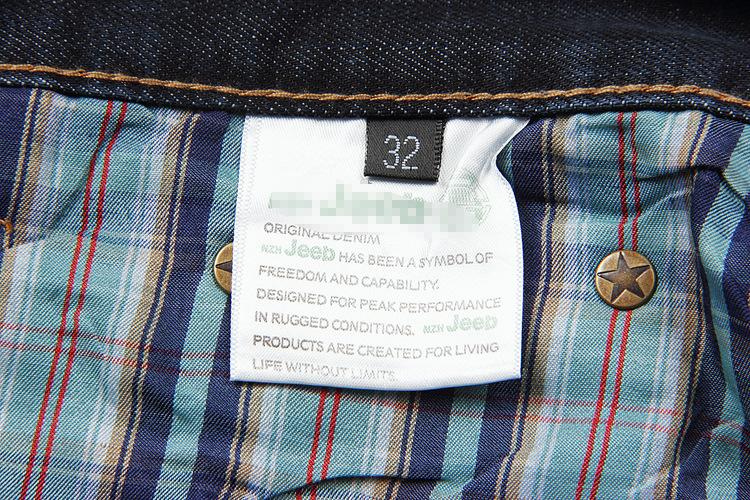 32
ORIGINAL DENIM
NZH Jeep HAS BEEN A SYMBOL OF
FREEDOM AND CAPABILITY.
DESIGNED FOR PEAK PERFORMANCE
IN RUGGED CONDITIONS. NZH Jeep
PRODUCTS ARE CREATED FOR LIVING
LIFE WITHOUT LIMITS.